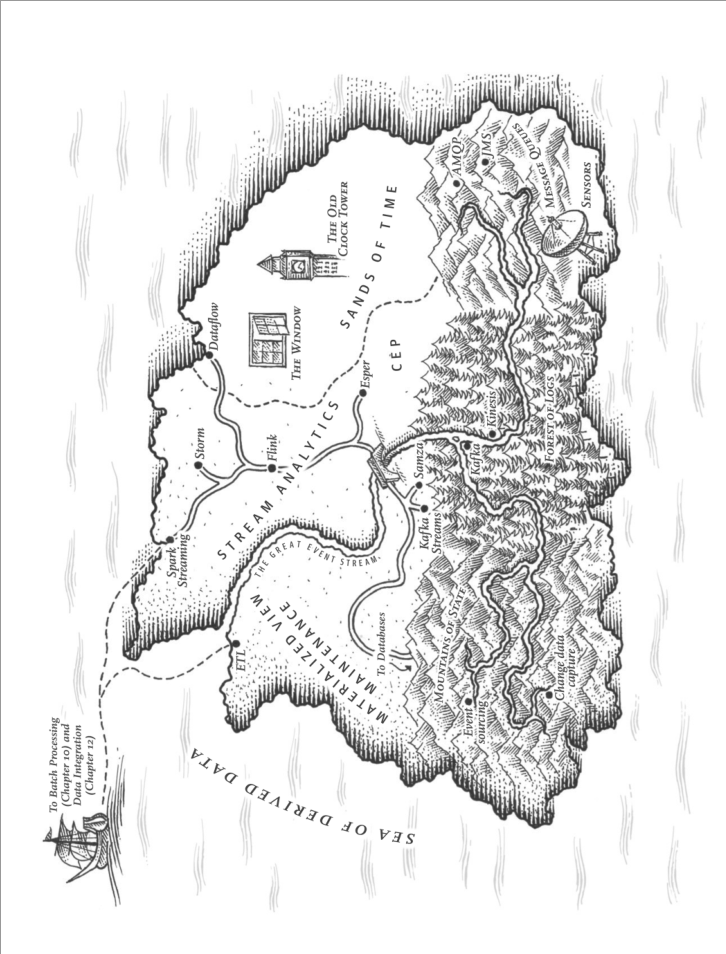 To Batch Processing
(Chapter 10) and
Data Integration
(Chapter 12)
SEA OF DERIVED DATA
ETL
MATERIALIZED VIEW
MAINTENANCE
THE GREAT EVENT STREAM
To Databases
Spark
Streaming
Storm
Flink
Dataflow
STREAM ANALYTICS
THE WINDOW
THE OLD
CLOCK TOWER
SANDS OF TIME
Esper
CEP
Samza
Kafka
Streams
Kafka
Kinesis
FOREST OF LOGS
MOUNTAINS OF STATE
Event
sourcing
Change data
capture
AMQP
JMS
MESSAGE QUEUES
SENSORS